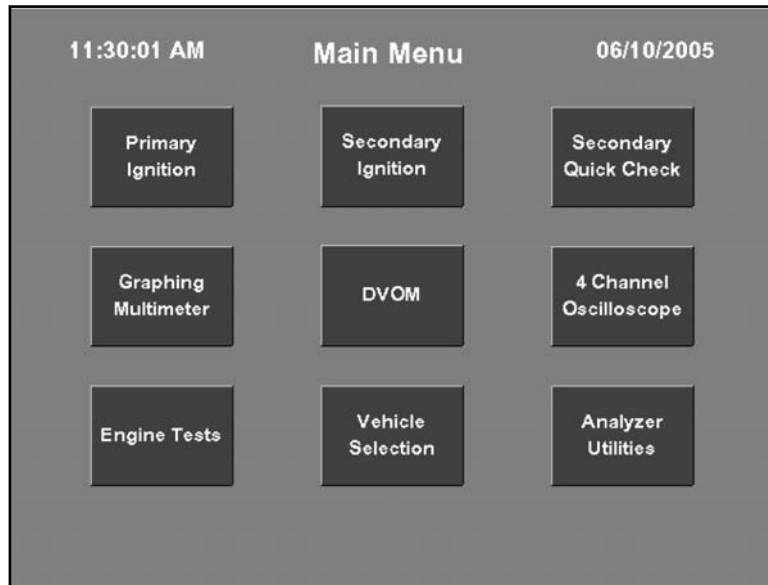 11:30:01 AM Main Menu 06/10/2005
Primary
Ignition
Secondary
Ignition
Secondary
Quick Check
Graphing
Multimeter
DVOM
4 Channel
Oscilloscope
Engine Tests
Vehicle
Selection
Analyzer
Utilities